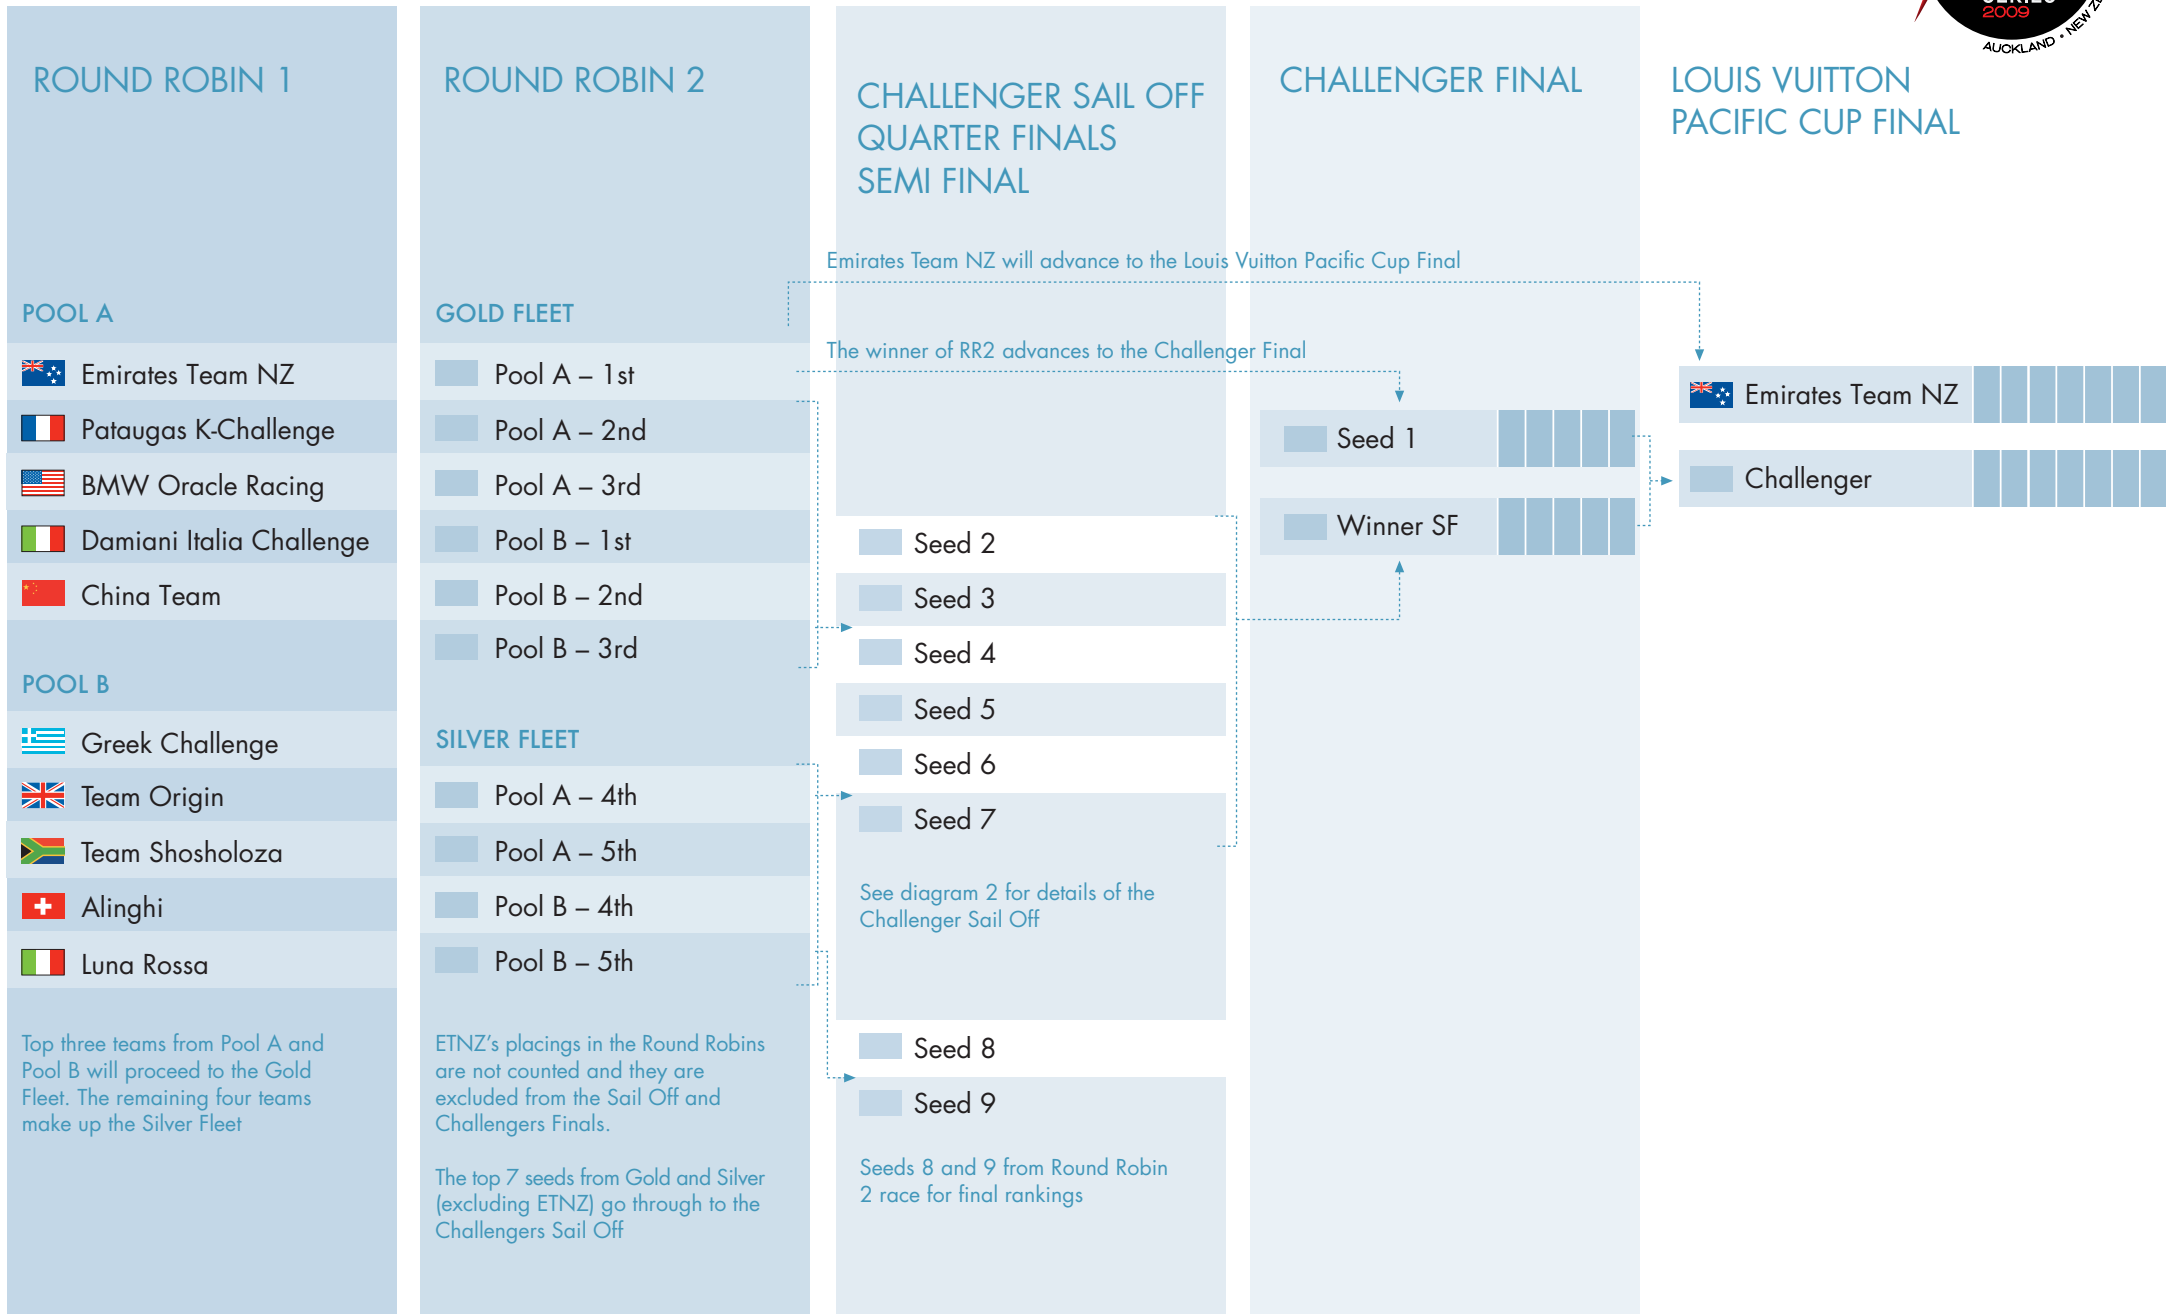 2009
AUCKLAND • NEW
ROUND ROBIN 1
POOL A
Emirates Team NZ
Pataugas K-Challenge
BMW Oracle Racing
Damiani Italia Challenge
China Team
POOL B
Greek Challenge
Team Origin
Team Shosholoza
Alinghi
Luna Rossa
Top three teams from Pool A and
Pool B will proceed to the Gold
Fleet. The remaining four teams
make up the Silver Fleet
ROUND ROBIN 2
GOLD FLEET
Pool A – 1st
Pool A – 2nd
Pool A – 3rd
Pool B – 1st
Pool B – 2nd
Pool B – 3rd
SILVER FLEET
Pool A – 4th
Pool A – 5th
Pool B – 4th
Pool B – 5th
ETNZ’s placings in the Round Robins
are not counted and they are
excluded from the Sail Off and
Challengers Finals.
The top 7 seeds from Gold and Silver
(excluding ETNZ) go through to the
Challengers Sail Off
CHALLENGER SAIL OFF
QUARTER FINALS
SEMI FINAL
Emirates Team NZ will advance to the Louis Vuitton Pacific Cup Final
The winner of RR2 advances to the Challenger Final
Seed 2
Seed 3
Seed 4
Seed 5
Seed 6
Seed 7
See diagram 2 for details of the
Challenger Sail Off
Seed 8
Seed 9
Seeds 8 and 9 from Round Robin
2 race for final rankings
CHALLENGER FINAL
Seed 1
Winner SF
LOUIS VUITTON
PACIFIC CUP FINAL
Emirates Team NZ
Challenger